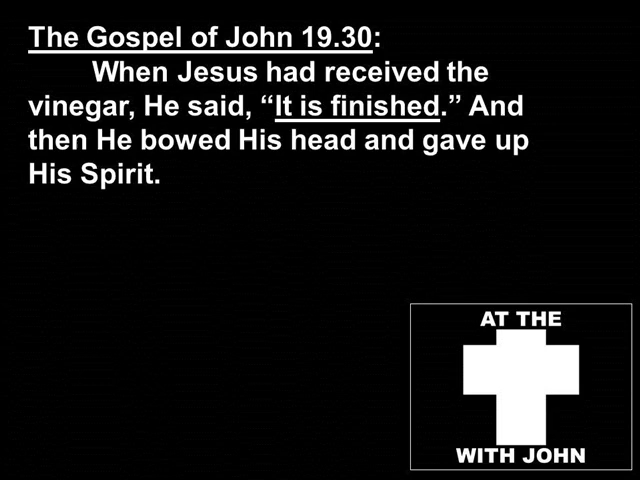 The Gospel of John 19.30:
When Jesus had received the
vinegar, He said, “It is finished.” And
then He bowed His head and gave up
His Spirit.
AT THE
WITH JOHN